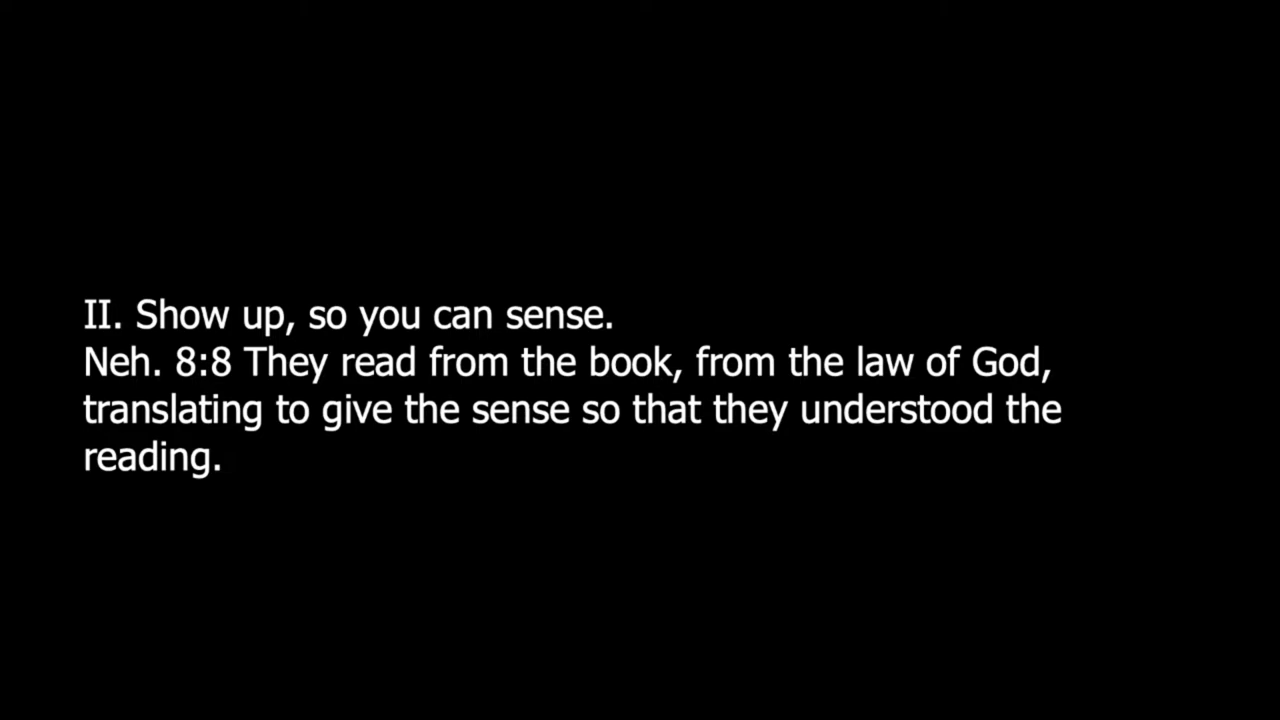 II. Show up, so you can sense.
Neh. 8:8 They read from the book, from the law of God,
translating to give the sense so that they understood the
reading.